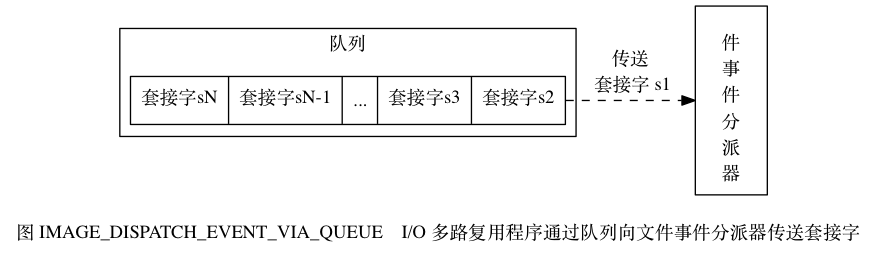 队列
套接字sN
套接字sN-1
...
套接字s3
套接字s2
传送
套接字 s1
件
事
件
分
派
器
图 IMAGE_DISPATCH_EVENT_VIA_QUEUE I/O 多路复用程序通过队列向文件事件分派器传送套接字